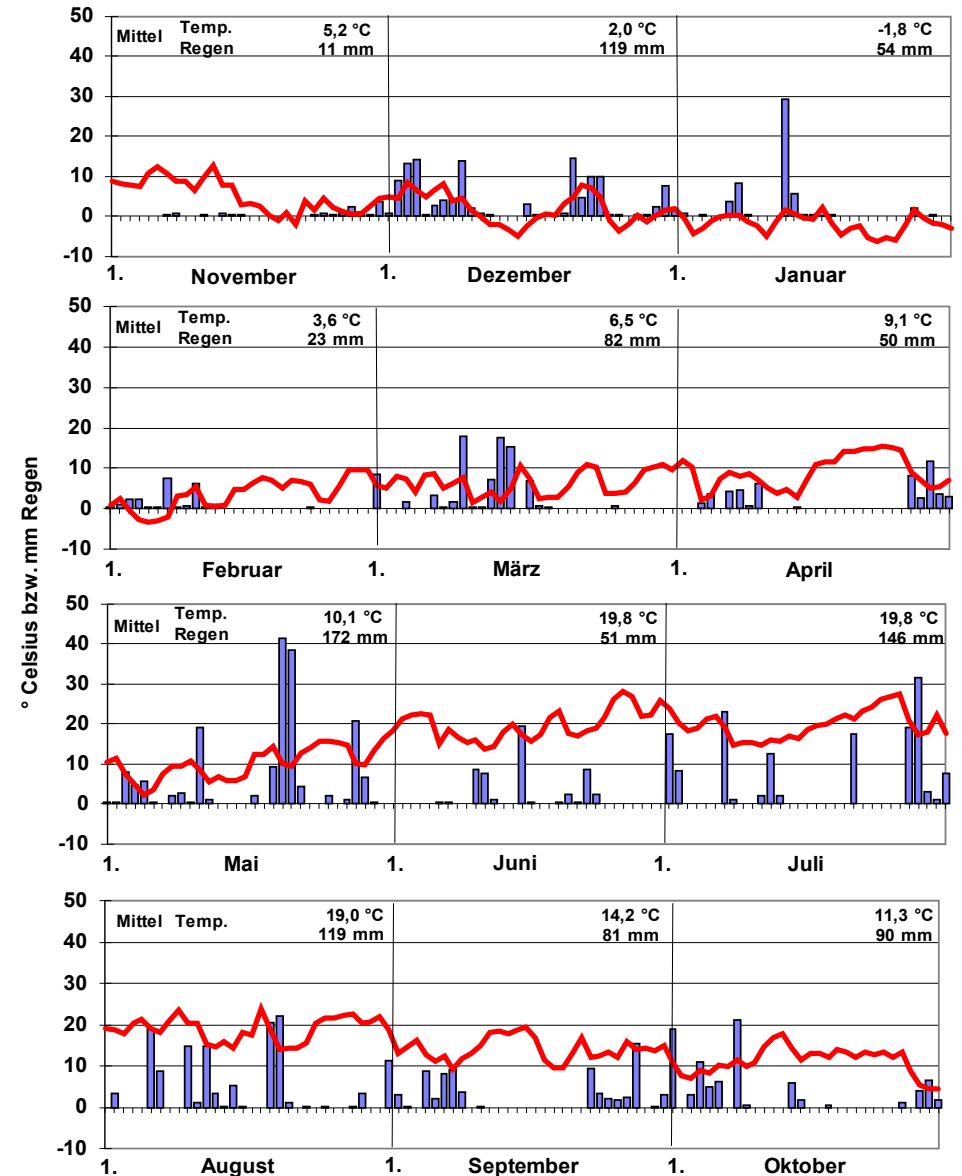 ° Celsius bzw. mm Regen
50
40
30
20
10
0
-10
Mittel Temp. 5,2 °C 2,0 °C -1,8 °C
Regen 11 mm 119 mm 54 mm
1. November 1. Dezember 1. Januar
50
40
30
20
10
0
-10
Mittel Temp. 3,6 °C 6,5 °C 9,1 °C
Regen 23 mm 82 mm 50 mm
1. Februar 1. März 1. April
50
40
30
20
10
0
-10
Mittel Temp. 10,1 °C 19,8 °C 19,8 °C
Regen 172 mm 51 mm 146 mm
1. Mai 1. Juni 1. Juli
50
40
30
20
10
0
-10
Mittel Temp. 19,0 °C 14,2 °C 11,3 °C
119 mm 81 mm 90 mm
1. August 1. September 1. Oktober